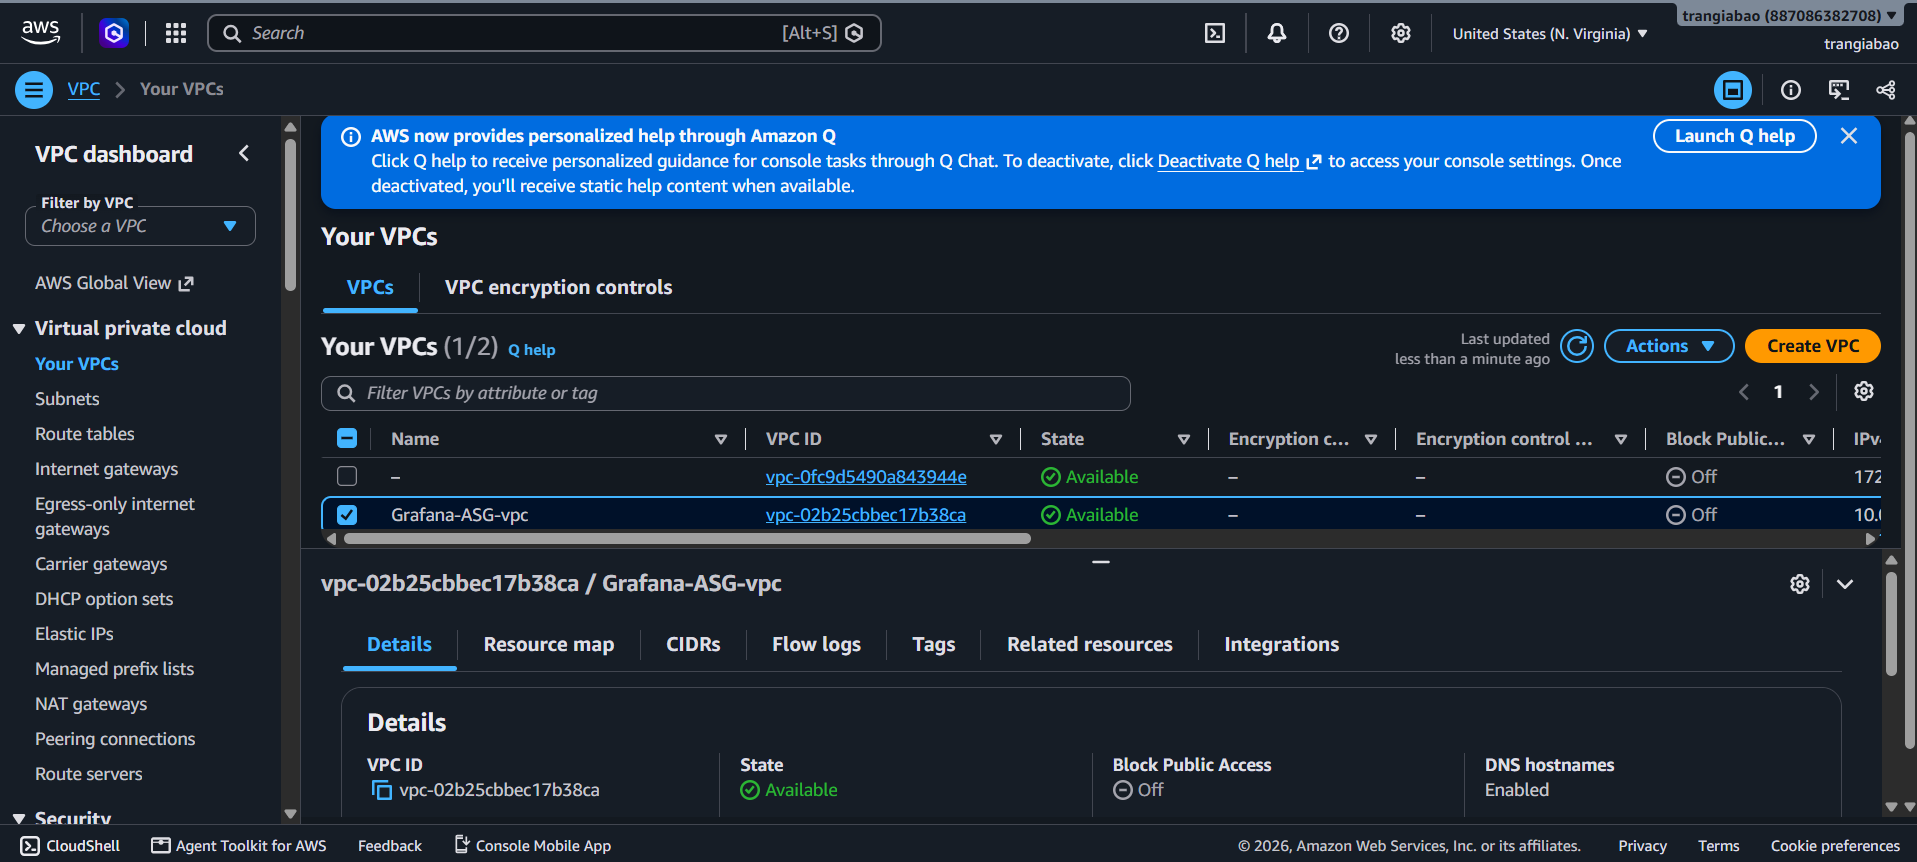 aws
Search
[Alt+S]
United States (N. Virginia)
trangiabao (887086382708)
trangiabao
VPC
Your VPCs
VPC dashboard
Filter by VPC
Choose a VPC
AWS Global View
Virtual private cloud
Your VPCs
Subnets
Route tables
Internet gateways
Egress-only internet
gateways
Carrier gateways
DHCP option sets
Elastic IPs
Managed prefix lists
NAT gateways
Peering connections
Route servers
Security
AWS now provides personalized help through Amazon Q
Click Q help to receive personalized guidance for console tasks through Q Chat. To deactivate, click Deactivate Q help to access your console settings. Once
deactivated, you'll receive static help content when available.
Launch Q help
Your VPCs
VPCs
VPC encryption controls
Your VPCs (1/2) Q help
Last updated
less than a minute ago
Actions
Create VPC
Filter VPCs by attribute or tag
1
Name VPC ID State Encryption c... Encryption control ... Block Public...
– vpc-0fc9d5490a843944e Available – – Off 172
Grafana-ASG-vpc vpc-02b25cbbec17b38ca Available – – Off 10.
vpc-02b25cbbec17b38ca / Grafana-ASG-vpc
Details Resource map CIDRs Flow logs Tags Related resources Integrations
Details
VPC ID
vpc-02b25cbbec17b38ca
State
Available
Block Public Access
Off
DNS hostnames
Enabled
CloudShell
Agent Toolkit for AWS
Feedback
Console Mobile App
© 2026, Amazon Web Services, Inc. or its affiliates.
Privacy
Terms
Cookie preferences